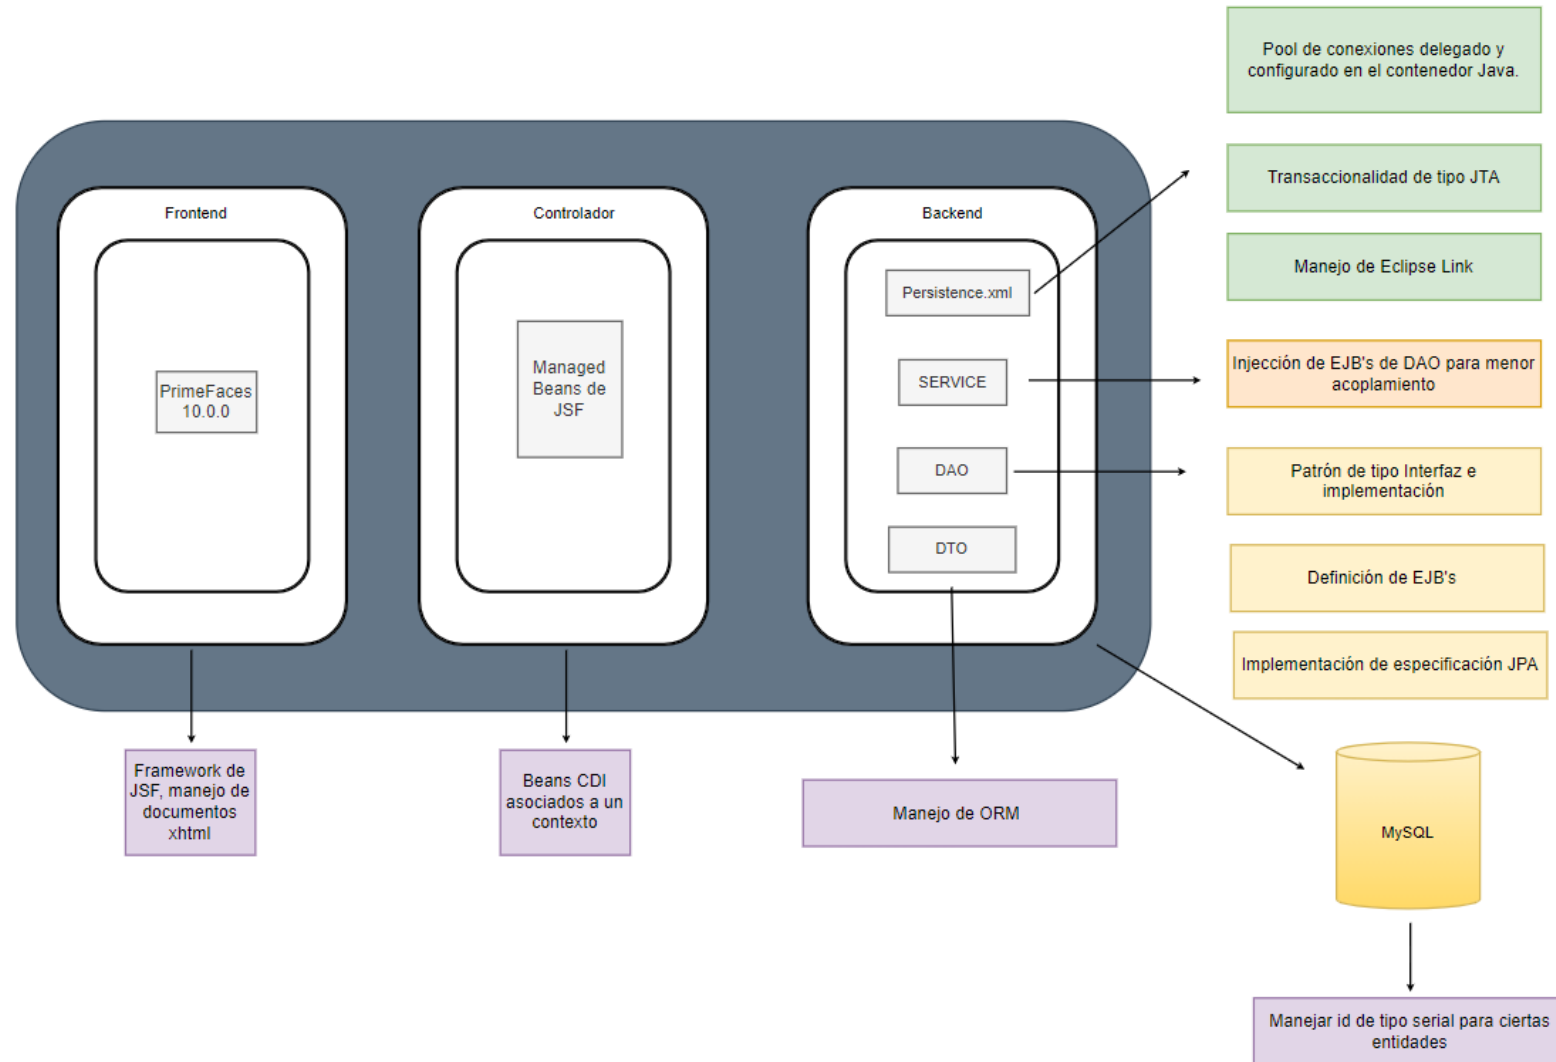 Pool de conexiones delegado y
configurado en el contenedor Java.
Transaccionalidad de tipo JTA
Manejo de Eclipse Link
Injección de EJB's de DAO para menor
acoplamiento
Patrón de tipo Interfaz e
implementación
Definición de EJB's
Implementación de especificación JPA
Frontend
PrimeFaces
10.0.0
Controlador
Managed
Beans de
JSF
Backend
Persistence.xml
SERVICE
DAO
DTO
Framework de
JSF, manejo de
documentos
xhtml
Beans CDI
asociados a un
contexto
Manejo de ORM
MySQL
Manejar id de tipo serial para ciertas
entidades